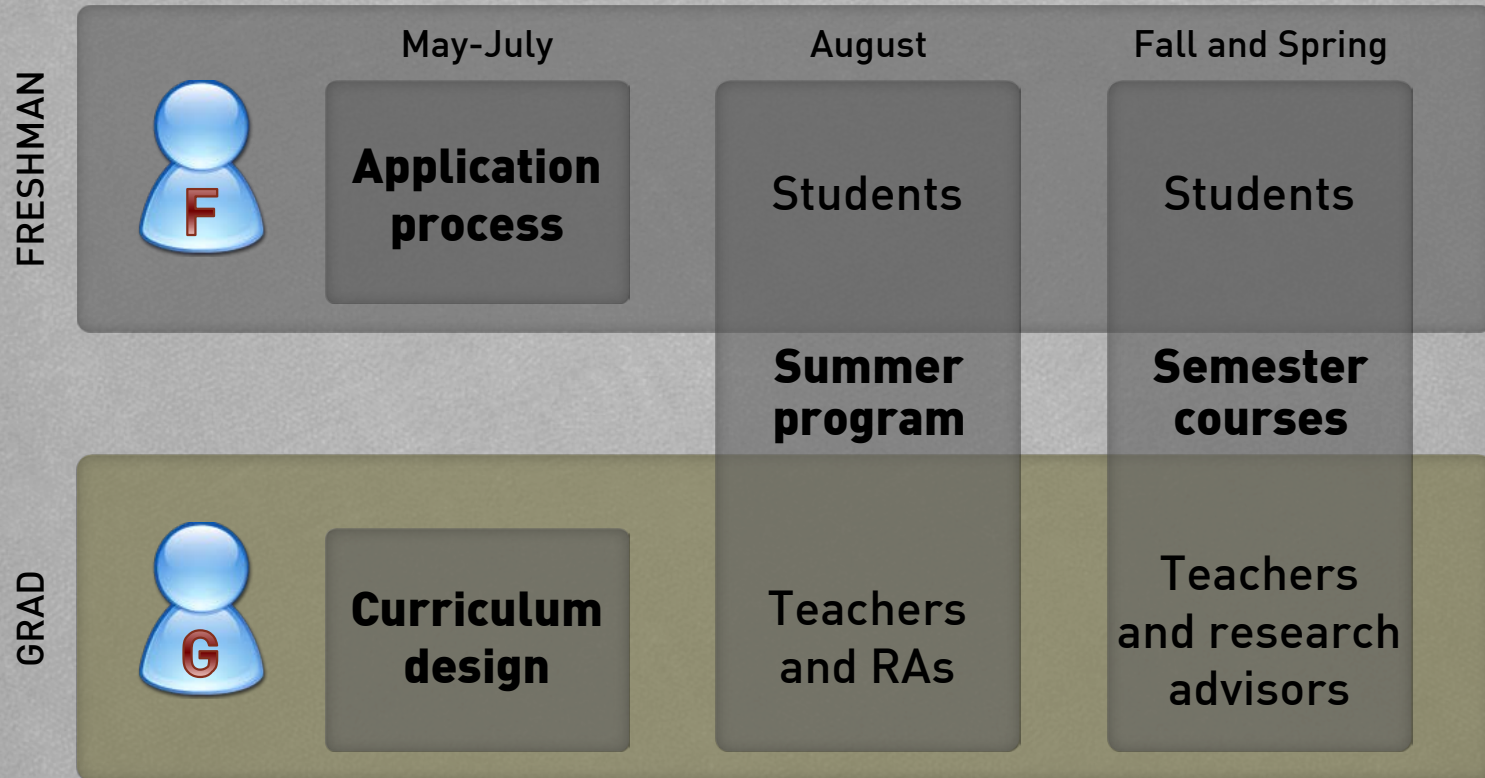 May-July
August
Fall and Spring
FRESHMAN
F
Application
process
Students
Students
Summer
program
Semester
courses
GRAD
G
Curriculum
design
Teachers
and RAs
Teachers
and research
advisors